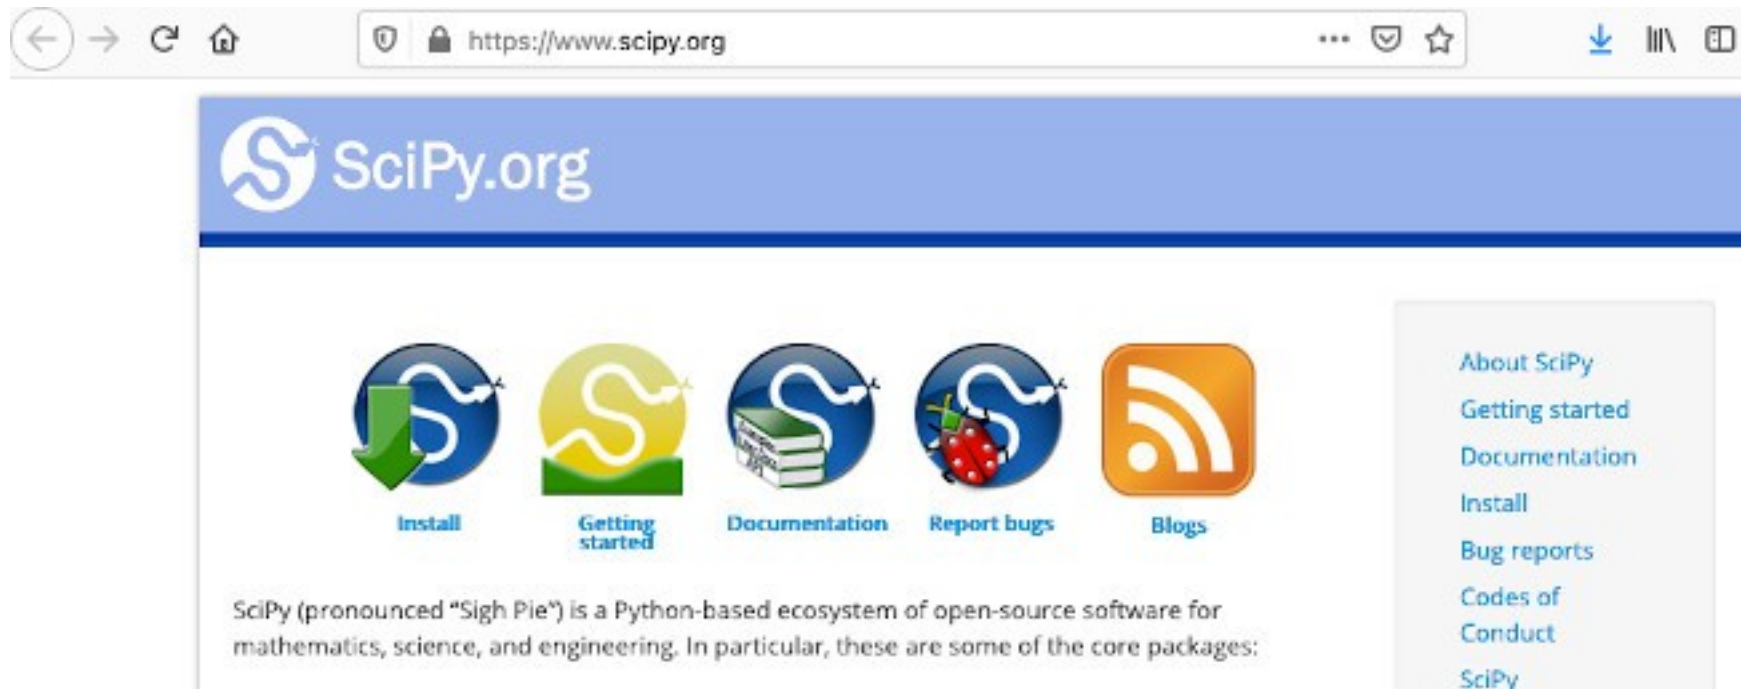 https://www.scipy.org
SciPy.org
Install
Getting
started
Documentation
Report bugs
Blogs
SciPy (pronounced "Sigh Pie") is a Python-based ecosystem of open-source software for
mathematics, science, and engineering. In particular, these are some of the core packages:
About SciPy
Getting started
Documentation
Install
Bug reports
Codes of
Conduct
SciPy